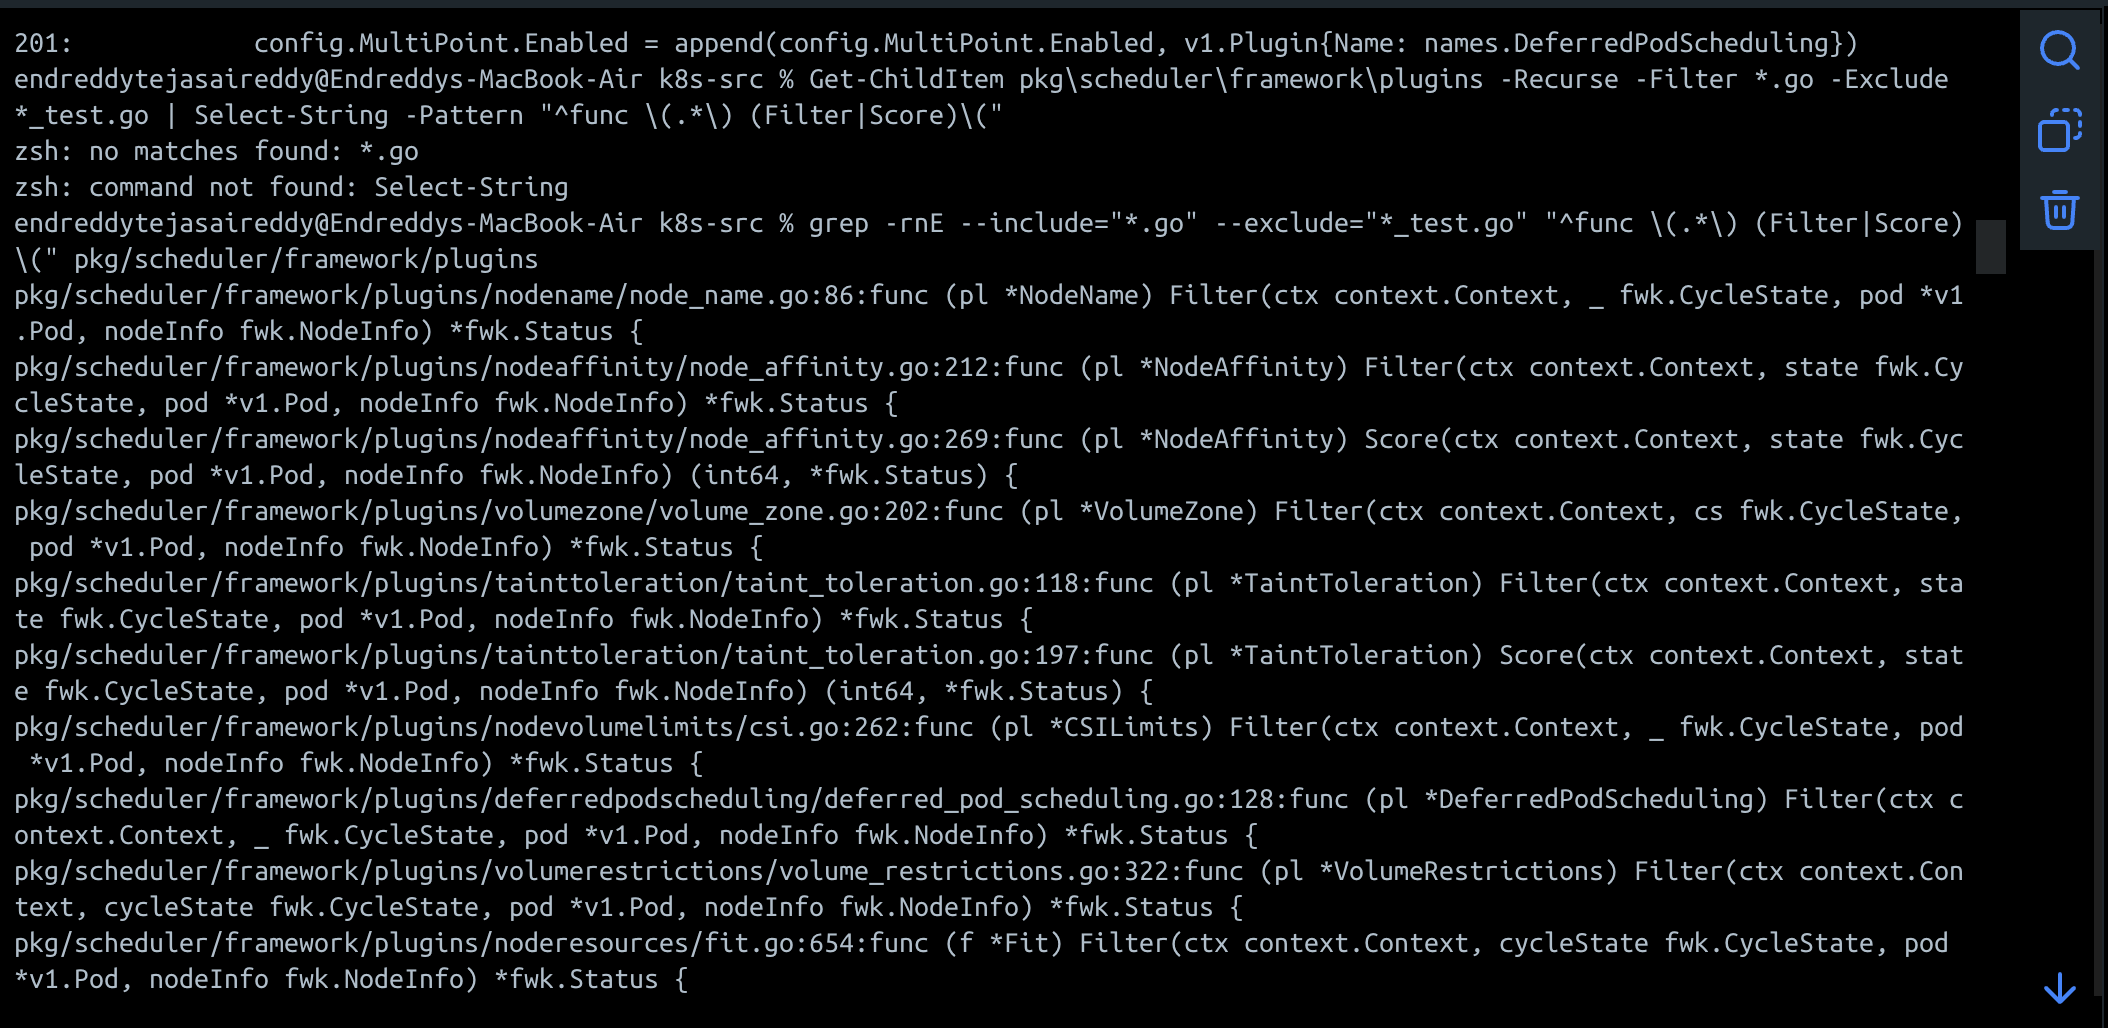 201:            config.MultiPoint.Enabled = append(config.MultiPoint.Enabled, v1.Plugin{Name: names.DeferredPodScheduling})
endreddytejasaireddy@Endreddys-MacBook-Air k8s-src % Get-ChildItem pkg\scheduler\framework\plugins -Recurse -Filter *.go -Exclude
*_test.go | Select-String -Pattern "^func \(.*\) (Filter|Score)\("
zsh: no matches found: *.go
zsh: command not found: Select-String
endreddytejasaireddy@Endreddys-MacBook-Air k8s-src % grep -rnE --include="*.go" --exclude="*_test.go" "^func \(.*\) (Filter|Score)
\(" pkg/scheduler/framework/plugins
pkg/scheduler/framework/plugins/nodename/node_name.go:86:func (pl *NodeName) Filter(ctx context.Context, _ fwk.CycleState, pod *v1
.Pod, nodeInfo fwk.NodeInfo) *fwk.Status {
pkg/scheduler/framework/plugins/nodeaffinity/node_affinity.go:212:func (pl *NodeAffinity) Filter(ctx context.Context, state fwk.Cy
cleState, pod *v1.Pod, nodeInfo fwk.NodeInfo) *fwk.Status {
pkg/scheduler/framework/plugins/nodeaffinity/node_affinity.go:269:func (pl *NodeAffinity) Score(ctx context.Context, state fwk.Cyc
leState, pod *v1.Pod, nodeInfo fwk.NodeInfo) (int64, *fwk.Status) {
pkg/scheduler/framework/plugins/volumezone/volume_zone.go:202:func (pl *VolumeZone) Filter(ctx context.Context, cs fwk.CycleState,
 pod *v1.Pod, nodeInfo fwk.NodeInfo) *fwk.Status {
pkg/scheduler/framework/plugins/tainttoleration/taint_toleration.go:118:func (pl *TaintToleration) Filter(ctx context.Context, sta
te fwk.CycleState, pod *v1.Pod, nodeInfo fwk.NodeInfo) *fwk.Status {
pkg/scheduler/framework/plugins/tainttoleration/taint_toleration.go:197:func (pl *TaintToleration) Score(ctx context.Context, stat
e fwk.CycleState, pod *v1.Pod, nodeInfo fwk.NodeInfo) (int64, *fwk.Status) {
pkg/scheduler/framework/plugins/nodevolumelimits/csi.go:262:func (pl *CSILimits) Filter(ctx context.Context, _ fwk.CycleState, pod
 *v1.Pod, nodeInfo fwk.NodeInfo) *fwk.Status {
pkg/scheduler/framework/plugins/deferredpodscheduling/deferred_pod_scheduling.go:128:func (pl *DeferredPodScheduling) Filter(ctx c
ontext.Context, _ fwk.CycleState, pod *v1.Pod, nodeInfo fwk.NodeInfo) *fwk.Status {
pkg/scheduler/framework/plugins/volumerestrictions/volume_restrictions.go:322:func (pl *VolumeRestrictions) Filter(ctx context.Con
text, cycleState fwk.CycleState, pod *v1.Pod, nodeInfo fwk.NodeInfo) *fwk.Status {
pkg/scheduler/framework/plugins/noderesources/fit.go:654:func (f *Fit) Filter(ctx context.Context, cycleState fwk.CycleState, pod
*v1.Pod, nodeInfo fwk.NodeInfo) *fwk.Status {